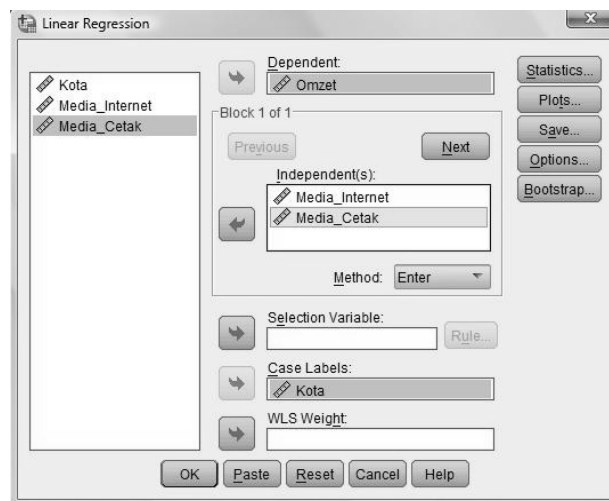 Linear Regression
Kota
Media_Internet
Media_Cetak
Dependent:
Omzet
Block 1 of 1
Previous
Next
Independent(s):
Media_Internet
Media_Cetak
Method: Enter
Selection Variable:
Rule...
Case Labels:
Kota
WLS Weight:
Statistics...
Plots...
Save...
Options...
Bootstrap...
OK Paste Reset Cancel Help